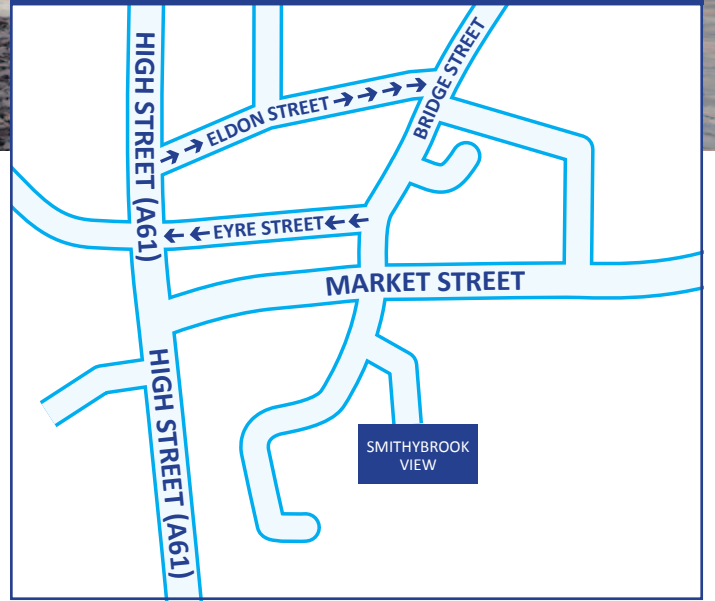 HIGH STREET (A61)
BRIDGE STREET
→→ ELDON STREET →→→→
←← EYRE STREET ←←
MARKET STREET
HIGH STREET (A61)
SMITHYBROOK
VIEW